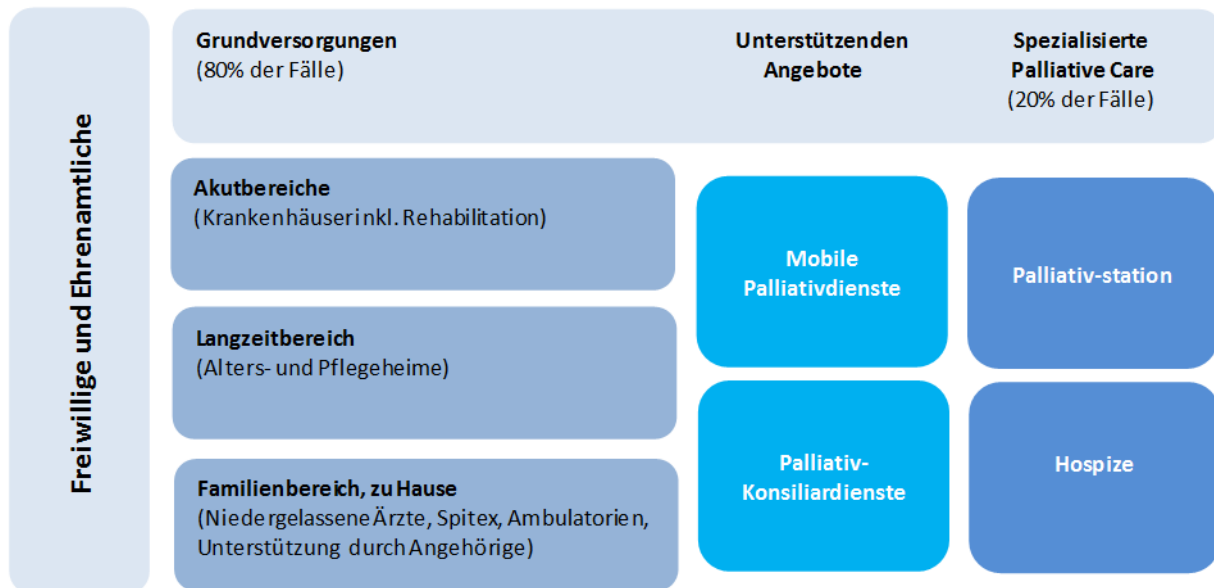 Freiwillige und Ehrenamtliche
Grundversorgungen
(80% der Fälle)
Unterstützenden
Angebote
Spezialisierte
Palliative Care
(20% der Fälle)
Akutbereiche
(Krankenhäuser inkl. Rehabilitation)
Langzeitbereich
(Alters- und Pflegeheime)
Familienbereich, zu Hause
(Niedergelassene Ärzte, Spitex, Ambulatorien,
Unterstützung durch Angehörige)
Mobile
Palliativdienste
Palliativ-
Konsiliardienste
Palliativ-station
Hospize